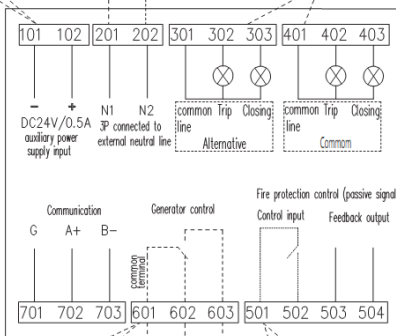 101 102 201 202 301 302 303 401 402 403
- +
DC24V/0.5A
auxiliary power
supply input
N1 N2
3P connected to
external neutral line
common Trip Closing
line
Alternative
common Trip Closing
line
Commom
Fire protection control (passive signal
Communication
Generator control
Control input
Feedback output
G A+ B-
common
terminal
701 702 703 601 602 603 501 502 503 504